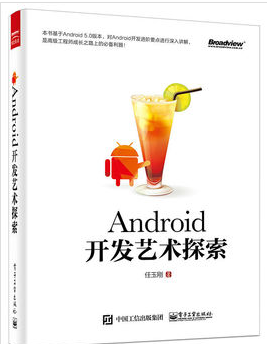 本书基于Android 5.0版本，对Android开发进阶要点进行深入讲解，
是高级工程师成长之路上的必备利器！
Broadview®
Android开发艺术探索
Android
开发艺术探索
任玉刚 著
中国工信出版集团
电子工业出版社